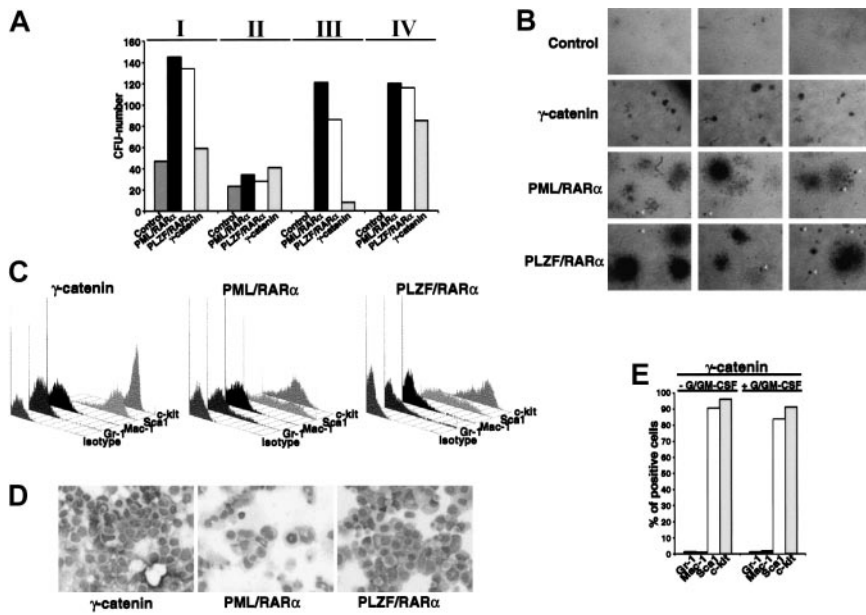 A
I II III IV
CFU-number
160
140
120
100
80
60
40
20
0
Control
PML/RARα
PLZF/RARα
γ-catenin
Control
PML/RARα
PLZF/RARα
γ-catenin
Control
PML/RARα
PLZF/RARα
γ-catenin
Control
PML/RARα
PLZF/RARα
γ-catenin
B
Control
γ-catenin
PML/RARα
PLZF/RARα
C
γ-catenin PML/RARα PLZF/RARα
Isotype
Gr-1
Mac-1
Sca1
c-kit
Isotype
Gr-1
Mac-1
Sca1
c-kit
Isotype
Gr-1
Mac-1
Sca1
c-kit
D
γ-catenin PML/RARα PLZF/RARα
E
γ-catenin
- G/GM-CSF + G/GM-CSF
% of positive cells
100
90
80
70
60
50
40
30
20
10
0
Gr-1
Mac-1
Sca1
c-kit
Gr-1
Mac-1
Sca1
c-kit